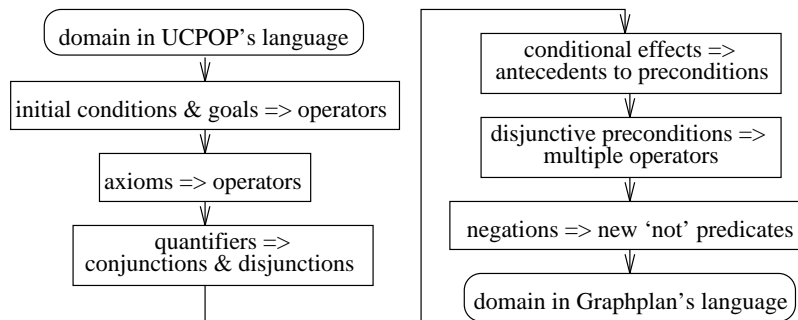 domain in UCPOP's language
initial conditions & goals => operators
axioms => operators
quantifiers =>
conjunctions & disjunctions
conditional effects =>
antecedents to preconditions
disjunctive preconditions =>
multiple operators
negations => new 'not' predicates
domain in Graphplan's language